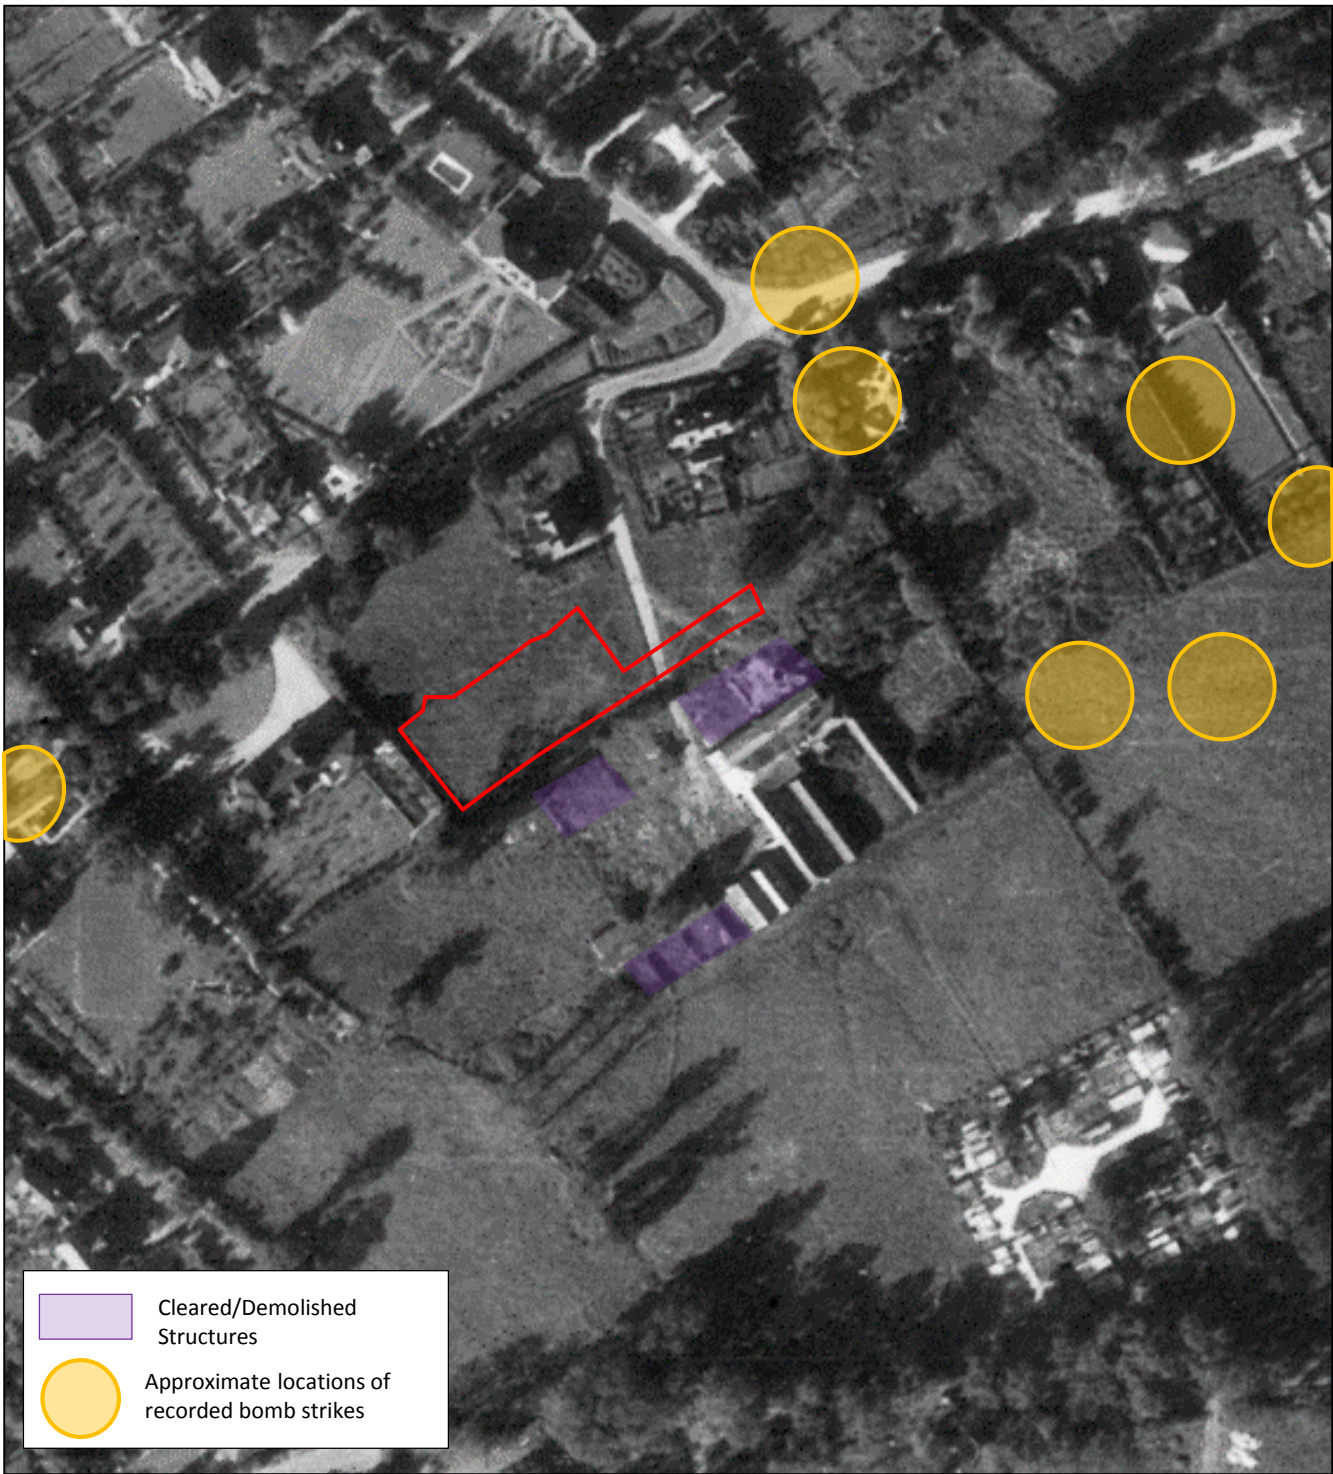 Cleared/Demolished
Structures
Approximate locations of
recorded bomb strikes